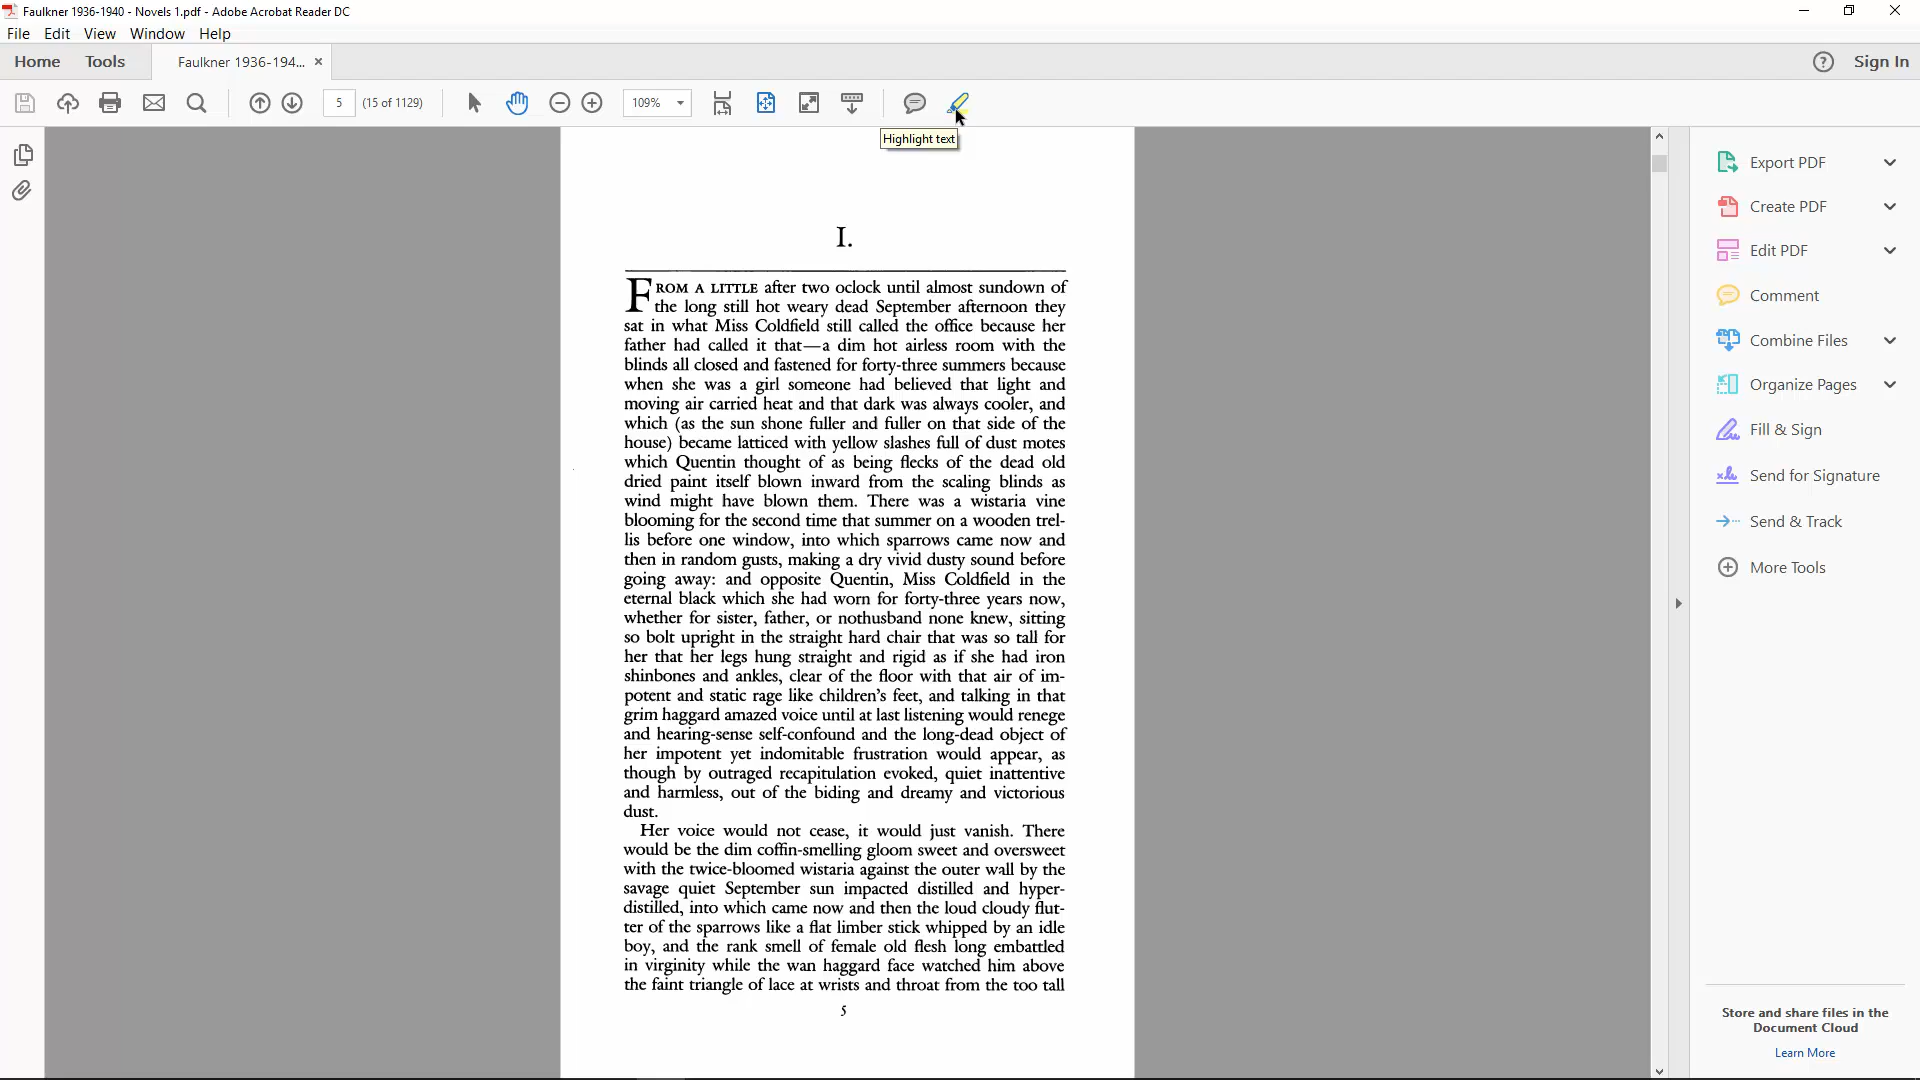 Faulkner 1936-1940 - Novels 1.pdf - Adobe Acrobat Reader DC
File Edit View Window Help
Home Tools Faulkner 1936-194... × Sign In
5 (15 of 1129) 109%
Highlight text
I.
FROM A LITTLE after two oclock until almost sundown of
the long still hot weary dead September afternoon they
sat in what Miss Coldfield still called the office because her
father had called it that—a dim hot airless room with the
blinds all closed and fastened for forty-three summers because
when she was a girl someone had believed that light and
moving air carried heat and that dark was always cooler, and
which (as the sun shone fuller and fuller on that side of the
house) became latticed with yellow slashes full of dust motes
which Quentin thought of as being flecks of the dead old
dried paint itself blown inward from the scaling blinds as
wind might have blown them. There was a wistaria vine
blooming for the second time that summer on a wooden trel-
lis before one window, into which sparrows came now and
then in random gusts, making a dry vivid dusty sound before
going away: and opposite Quentin, Miss Coldfield in the
eternal black which she had worn for forty-three years now,
whether for sister, father, or nothusband none knew, sitting
so bolt upright in the straight hard chair that was so tall for
her that her legs hung straight and rigid as if she had iron
shinbones and ankles, clear of the floor with that air of im-
potent and static rage like children's feet, and talking in that
grim haggard amazed voice until at last listening would renege
and hearing-sense self-confound and the long-dead object of
her impotent yet indomitable frustration would appear, as
though by outraged recapitulation evoked, quiet inattentive
and harmless, out of the biding and dreamy and victorious
dust.
Her voice would not cease, it would just vanish. There
would be the dim coffin-smelling gloom sweet and oversweet
with the twice-bloomed wistaria against the outer wall by the
savage quiet September sun impacted distilled and hyper-
distilled, into which came now and then the loud cloudy flut-
ter of the sparrows like a flat limber stick whipped by an idle
boy, and the rank smell of female old flesh long embattled
in virginity while the wan haggard face watched him above
the faint triangle of lace at wrists and throat from the too tall
5
Export PDF
Create PDF
Edit PDF
Comment
Combine Files
Organize Pages
Fill & Sign
Send for Signature
Send & Track
More Tools
Store and share files in the
Document Cloud
Learn More